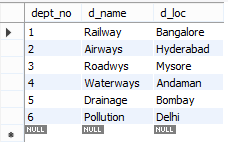 dept_no d_name d_loc
1 Railway Bangalore
2 Airways Hyderabad
3 Roadwys Mysore
4 Waterways Andaman
5 Drainage Bombay
6 Pollution Delhi
NULL NULL NULL